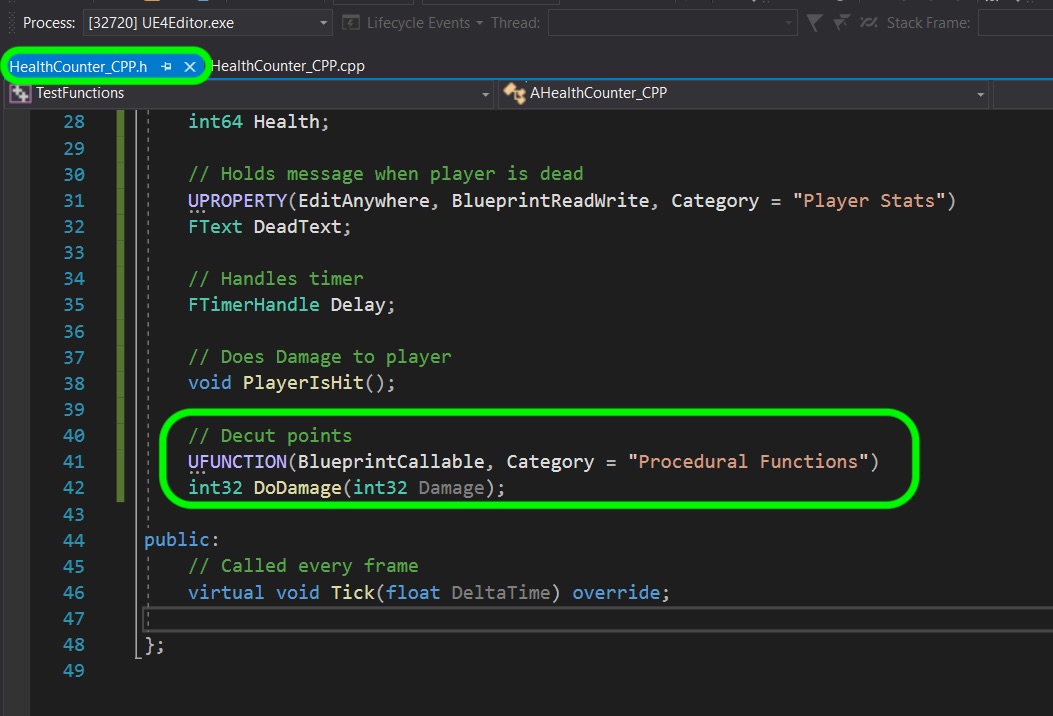 Process: [32720] UE4Editor.exe Lifecycle Events Thread: Stack Frame:
HealthCounter_CPP.h HealthCounter_CPP.cpp
TestFunctions AHealthCounter_CPP
28 int64 Health;
29
30 // Holds message when player is dead
31 UPROPERTY(EditAnywhere, BlueprintReadWrite, Category = "Player Stats")
32 FText DeadText;
33
34 // Handles timer
35 FTimerHandle Delay;
36
37 // Does Damage to player
38 void PlayerIsHit();
39
40 // Decut points
41 UFUNCTION(BlueprintCallable, Category = "Procedural Functions")
42 int32 DoDamage(int32 Damage);
43
44 public:
45 // Called every frame
46 virtual void Tick(float DeltaTime) override;
47
48 };
49